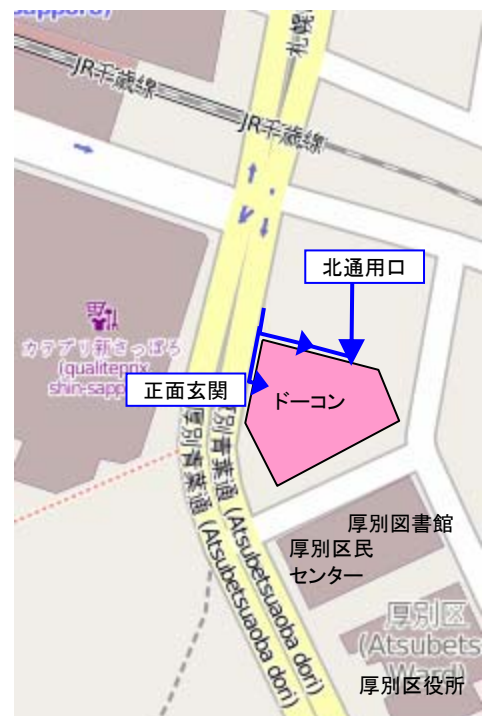 sapporo)
札幌
JR千歳線
JR千歳線
北通用口
カテプリ新さっぽろ
(qualiteprix
shin-sapp
正面玄関
ドーコン
厚別青葉通 (Atsubetsuaoba dori)
厚別青葉通 (Atsubetsuaoba dori)
厚別図書館
厚別区民
センター
厚別区
(Atsubets
Ward)
厚別区役所